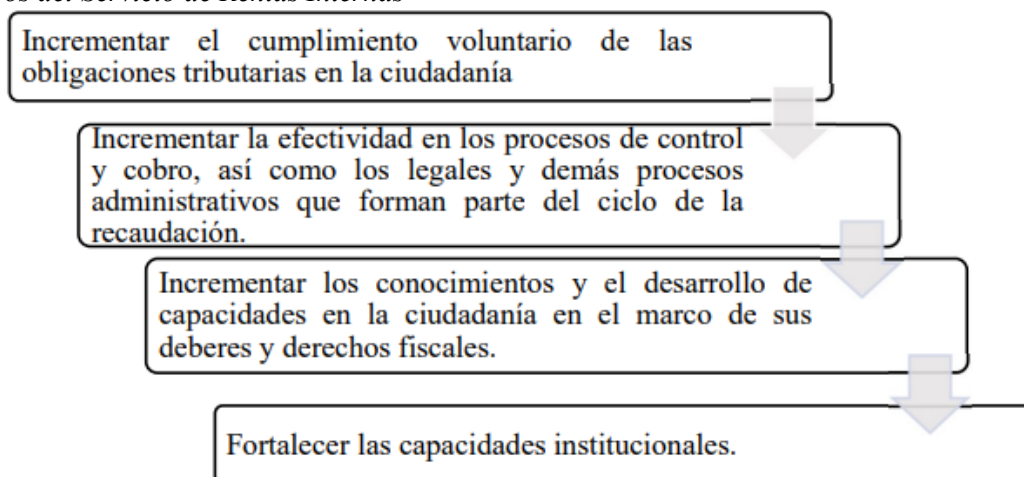 os del Servicio de Rentas Internas
Incrementar el cumplimiento voluntario de las
obligaciones tributarias en la ciudadanía
Incrementar la efectividad en los procesos de control
y cobro, así como los legales y demás procesos
administrativos que forman parte del ciclo de la
recaudación.
Incrementar los conocimientos y el desarrollo de
capacidades en la ciudadanía en el marco de sus
deberes y derechos fiscales.
Fortalecer las capacidades institucionales.